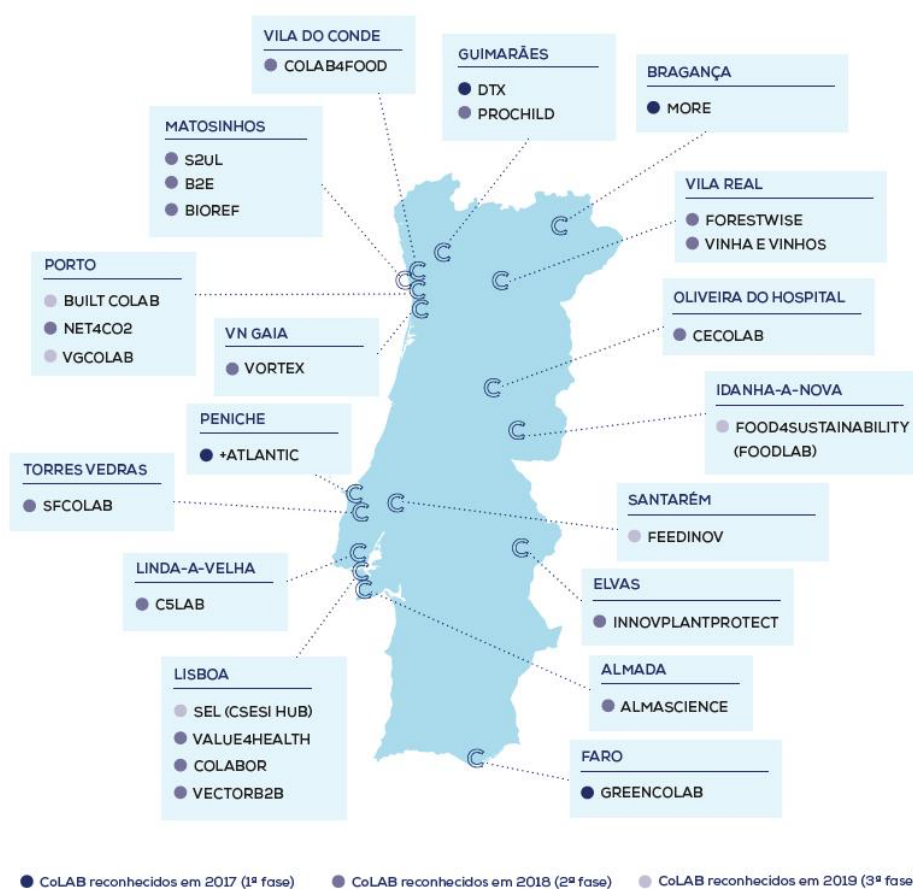 VILA DO CONDE
COLAB4FOOD
GUIMARÃES
DTX
PROCHILD
BRAGANÇA
MORE
MATOSINHOS
S2UL
B2E
BIOREF
VILA REAL
FORESTWISE
VINHA E VINHOS
PORTO
BUILT COLAB
NET4CO2
VGCOLAB
OLIVEIRA DO HOSPITAL
CECOLAB
VN GAIA
VORTEX
IDANHA-A-NOVA
FOOD4SUSTAINABILITY
(FOODLAB)
PENICHE
+ATLANTIC
TORRES VEDRAS
SFCOLAB
SANTARÉM
FEEDINOV
LINDA-A-VELHA
C5LAB
ELVAS
INNOVPLANTPROTECT
LISBOA
SEL (CSESI HUB)
VALUE4HEALTH
COLABOR
VECTORB2B
ALMADA
ALMASCIENCE
FARO
GREENCOLAB
CoLAB reconhecidos em 2017 (1ª fase)
CoLAB reconhecidos em 2018 (2ª fase)
CoLAB reconhecidos em 2019 (3ª fase